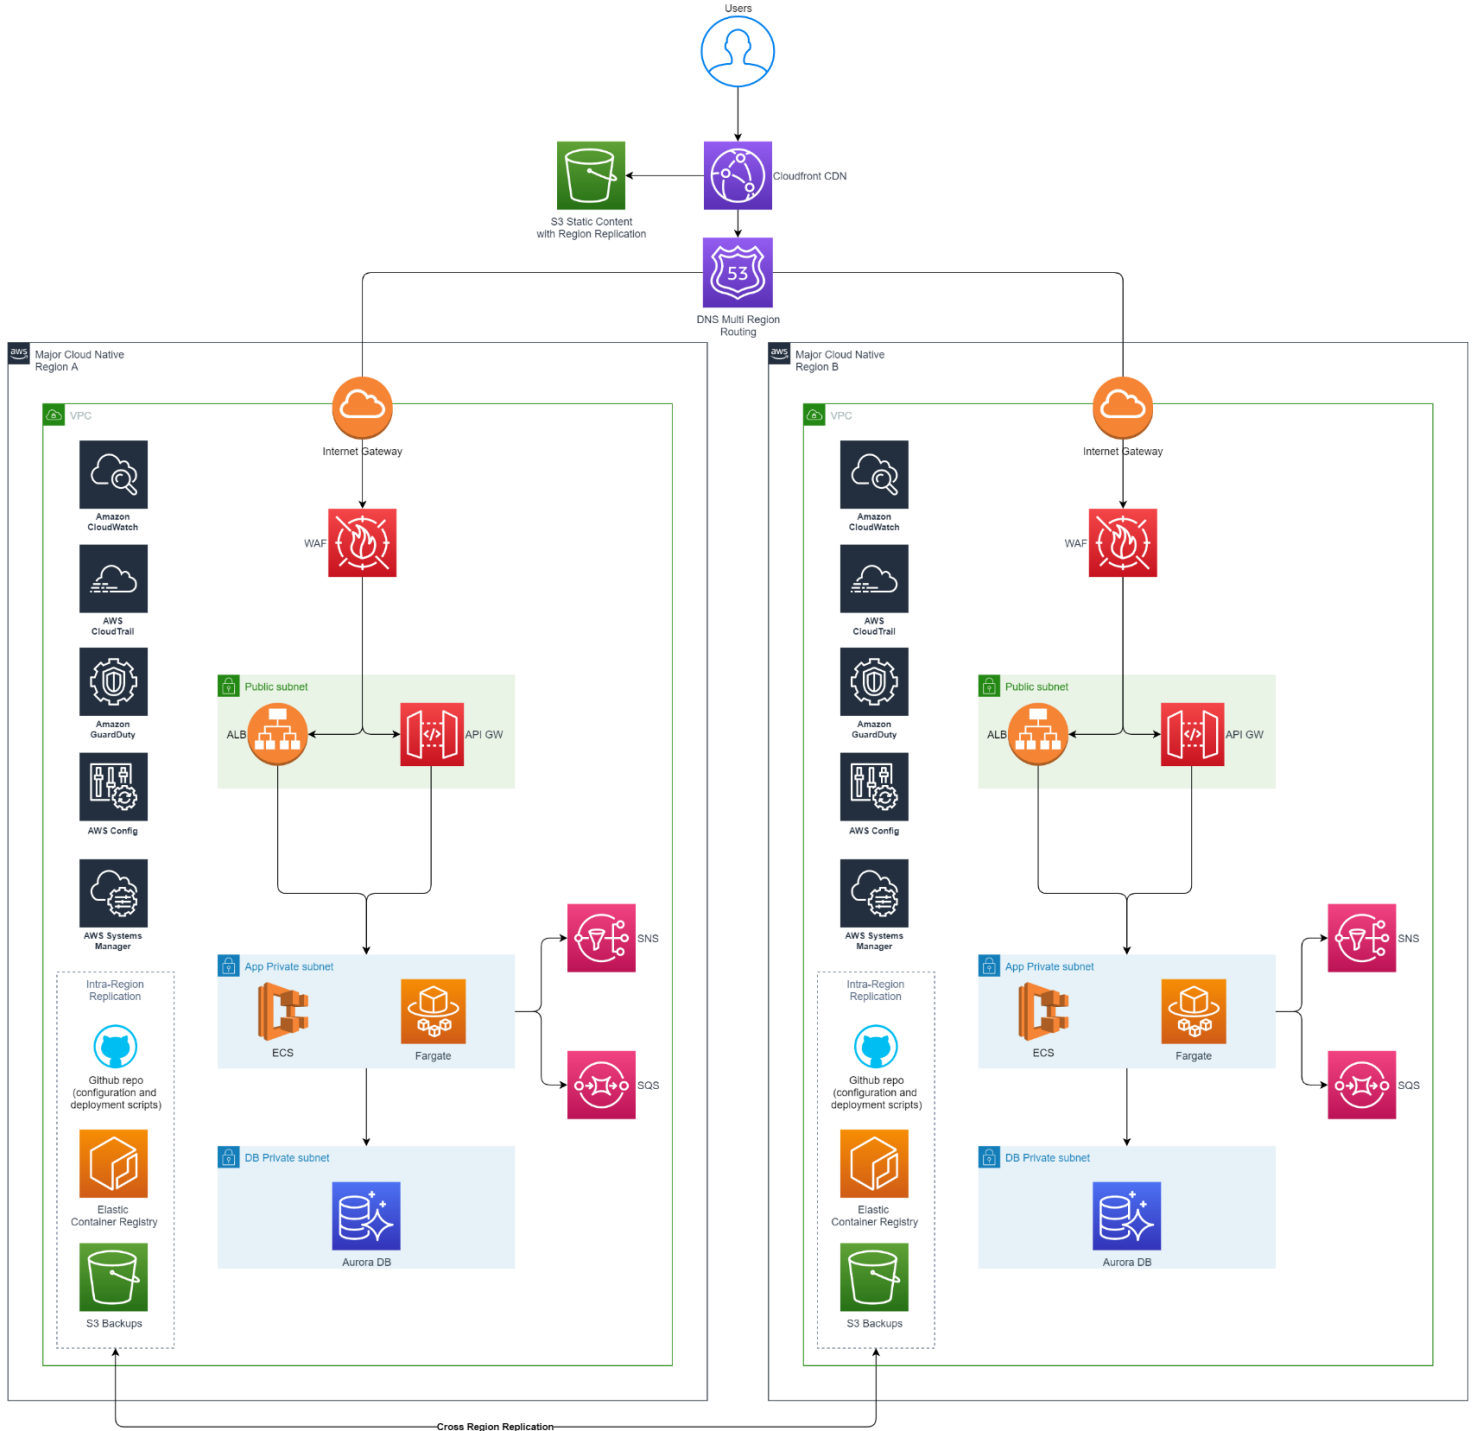 Users
Cloudfront CDN
S3 Static Content
with Region Replication
53
DNS Multi Region
Routing
aws
Major Cloud Native
Region A
VPC
Internet Gateway
Amazon
CloudWatch
WAF
AWS
CloudTrail
Amazon
GuardDuty
Public subnet
ALB
</>
API GW
AWS Config
AWS Systems
Manager
SNS
App Private subnet
ECS
Fargate
SQS
Intra-Region
Replication
Github repo
(configuration and
deployment scripts)
Elastic
Container Registry
S3 Backups
DB Private subnet
Aurora DB
aws
Major Cloud Native
Region B
VPC
Internet Gateway
Amazon
CloudWatch
WAF
AWS
CloudTrail
Amazon
GuardDuty
Public subnet
ALB
</>
API GW
AWS Config
AWS Systems
Manager
SNS
App Private subnet
ECS
Fargate
SQS
Intra-Region
Replication
Github repo
(configuration and
deployment scripts)
Elastic
Container Registry
S3 Backups
DB Private subnet
Aurora DB
Cross Region Replication